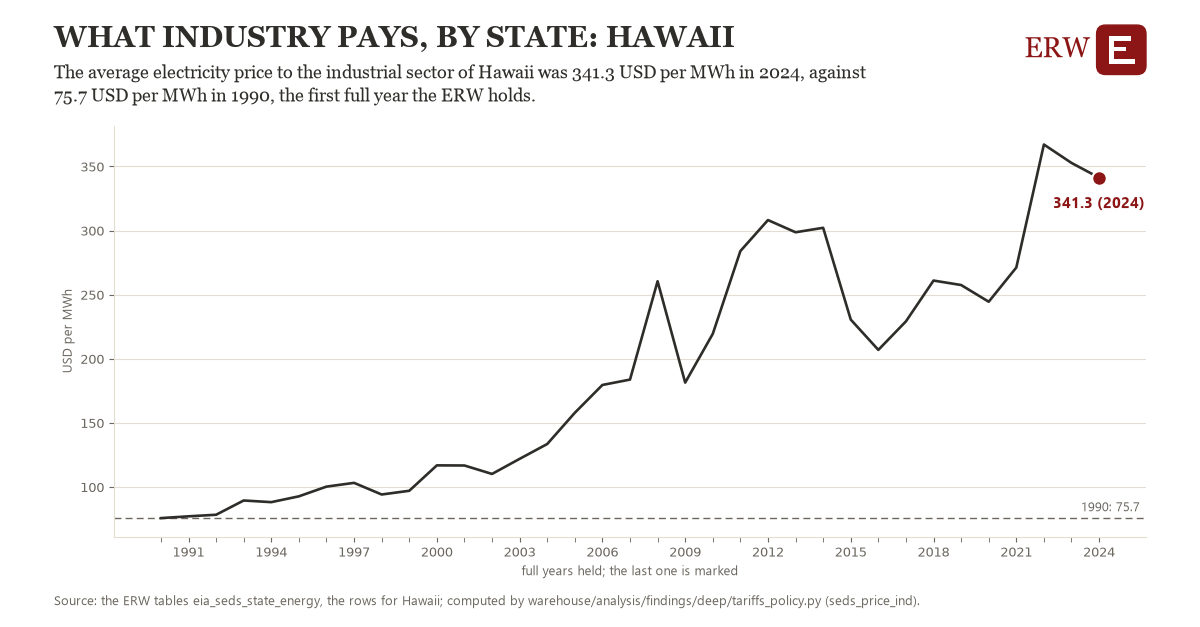 WHAT INDUSTRY PAYS, BY STATE: HAWAII
The average electricity price to the industrial sector of Hawaii was 341.3 USD per MWh in 2024, against
75.7 USD per MWh in 1990, the first full year the ERW holds.
ERW E
350
300
250
200
150
100
USD per MWh
341.3 (2024)
1990: 75.7
1991 1994 1997 2000 2003 2006 2009 2012 2015 2018 2021 2024
full years held; the last one is marked
Source: the ERW tables eia_seds_state_energy, the rows for Hawaii; computed by warehouse/analysis/findings/deep/tariffs_policy.py (seds_price_ind).